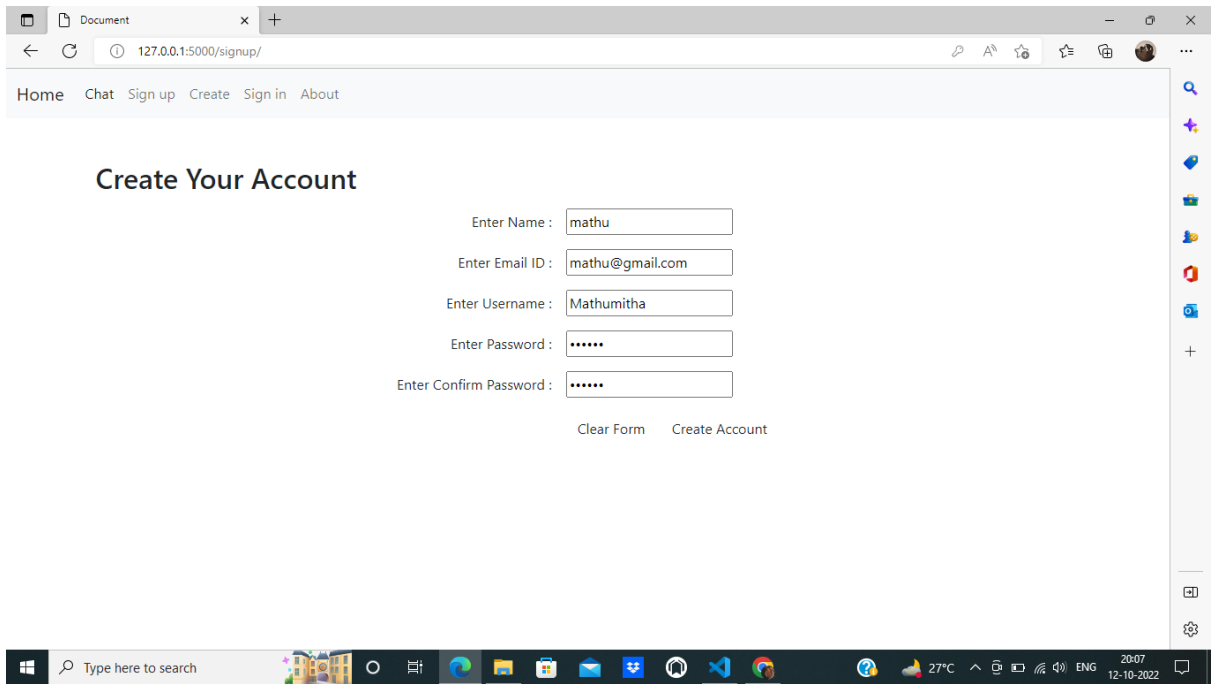 Document
127.0.0.1:5000/signup/
Home Chat Sign up Create Sign in About
Create Your Account
Enter Name : mathu
Enter Email ID : mathu@gmail.com
Enter Username : Mathumitha
Enter Password : ••••••
Enter Confirm Password : ••••••
Clear Form Create Account
Type here to search
27°C ENG
20:07
12-10-2022